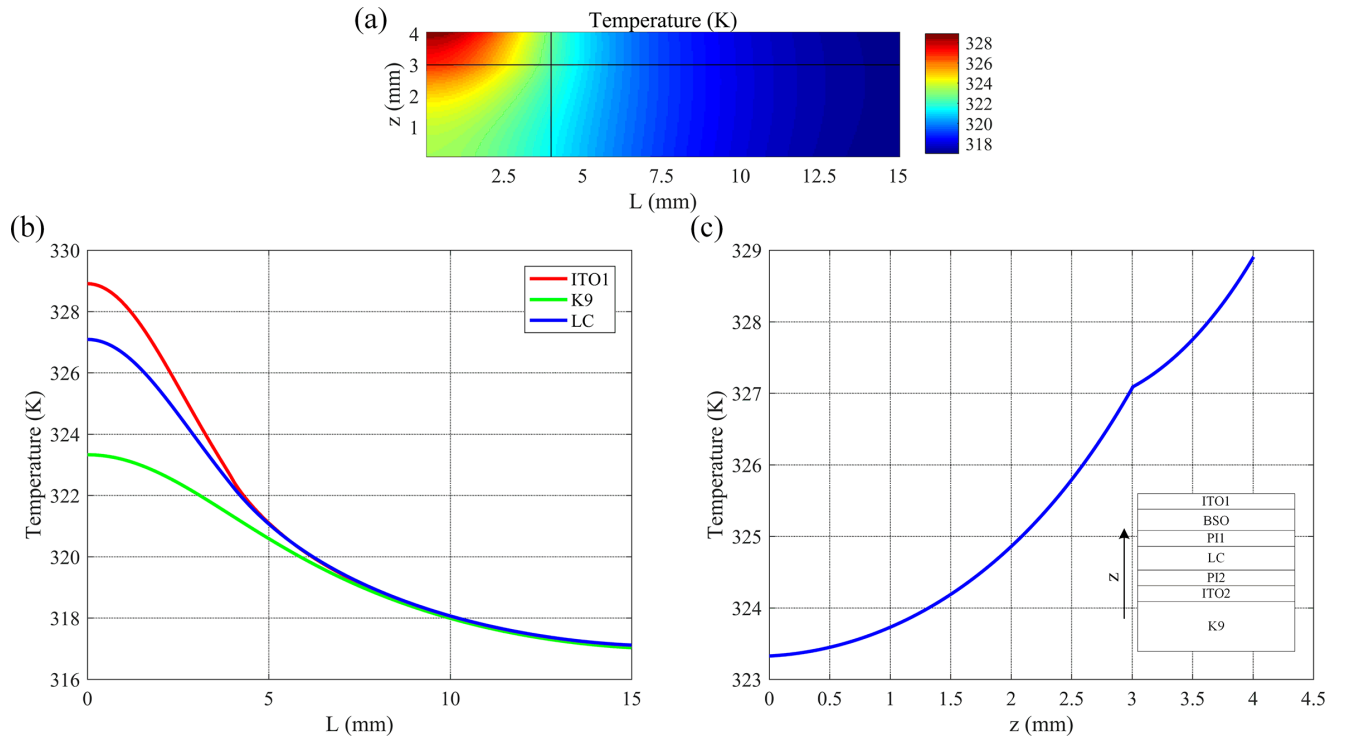 (a)
Temperature (K)
4
3
2
1
z (mm)
2.5 5 7.5 10 12.5 15
L (mm)
328
326
324
322
320
318
(b)
330
328
326
324
322
320
318
316
Temperature (K)
0 5 10 15
L (mm)
ITO1
K9
LC
(c)
329
328
327
326
325
324
323
Temperature (K)
0 0.5 1 1.5 2 2.5 3 3.5 4 4.5
z (mm)
z
ITO1
BSO
PI1
LC
PI2
ITO2
K9